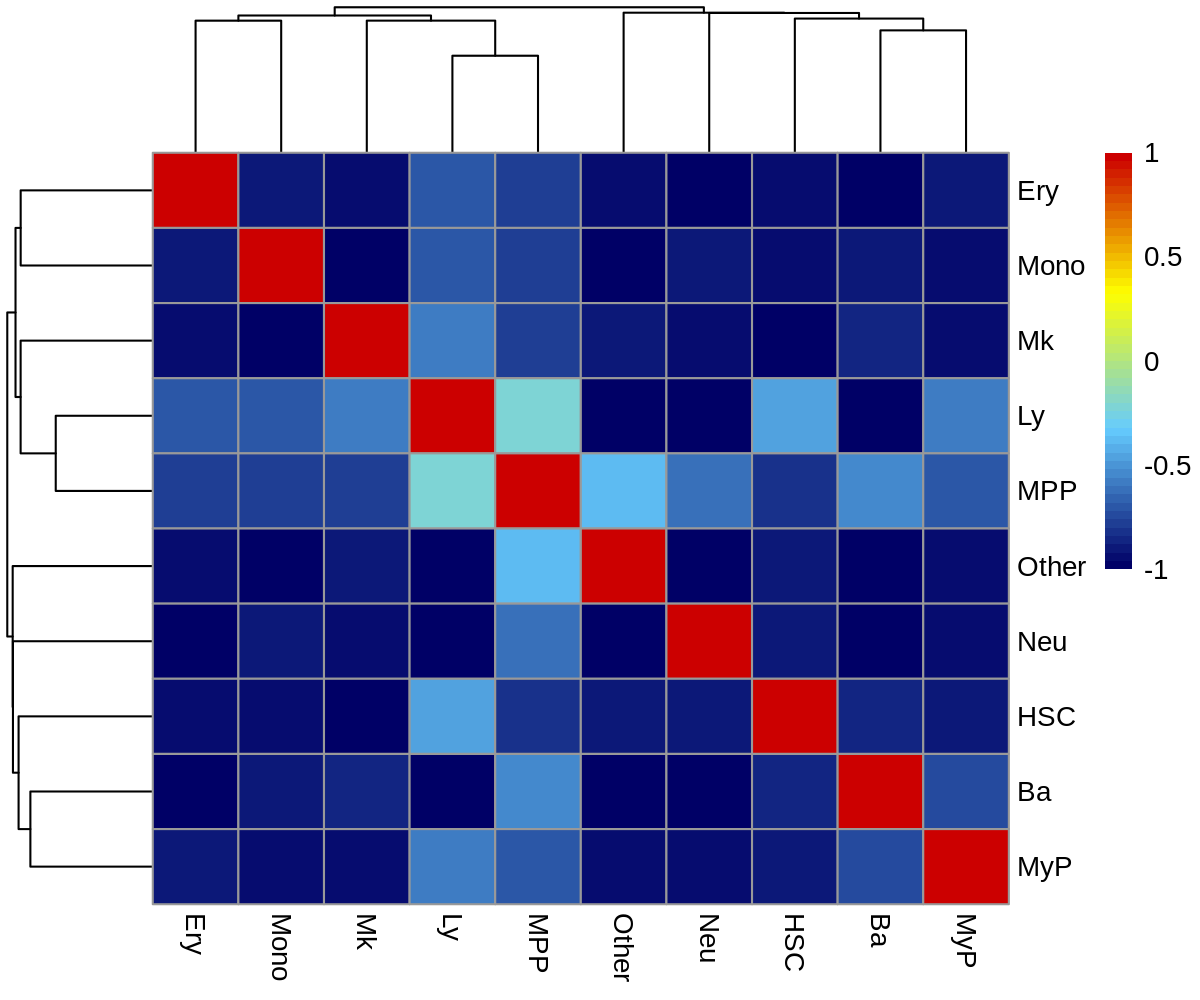 Ery
Mono
Mk
Ly
MPP
Other
Neu
HSC
Ba
MyP
1
0.5
0
-0.5
-1
Ery Mono Mk Ly MPP Other Neu HSC Ba MyP